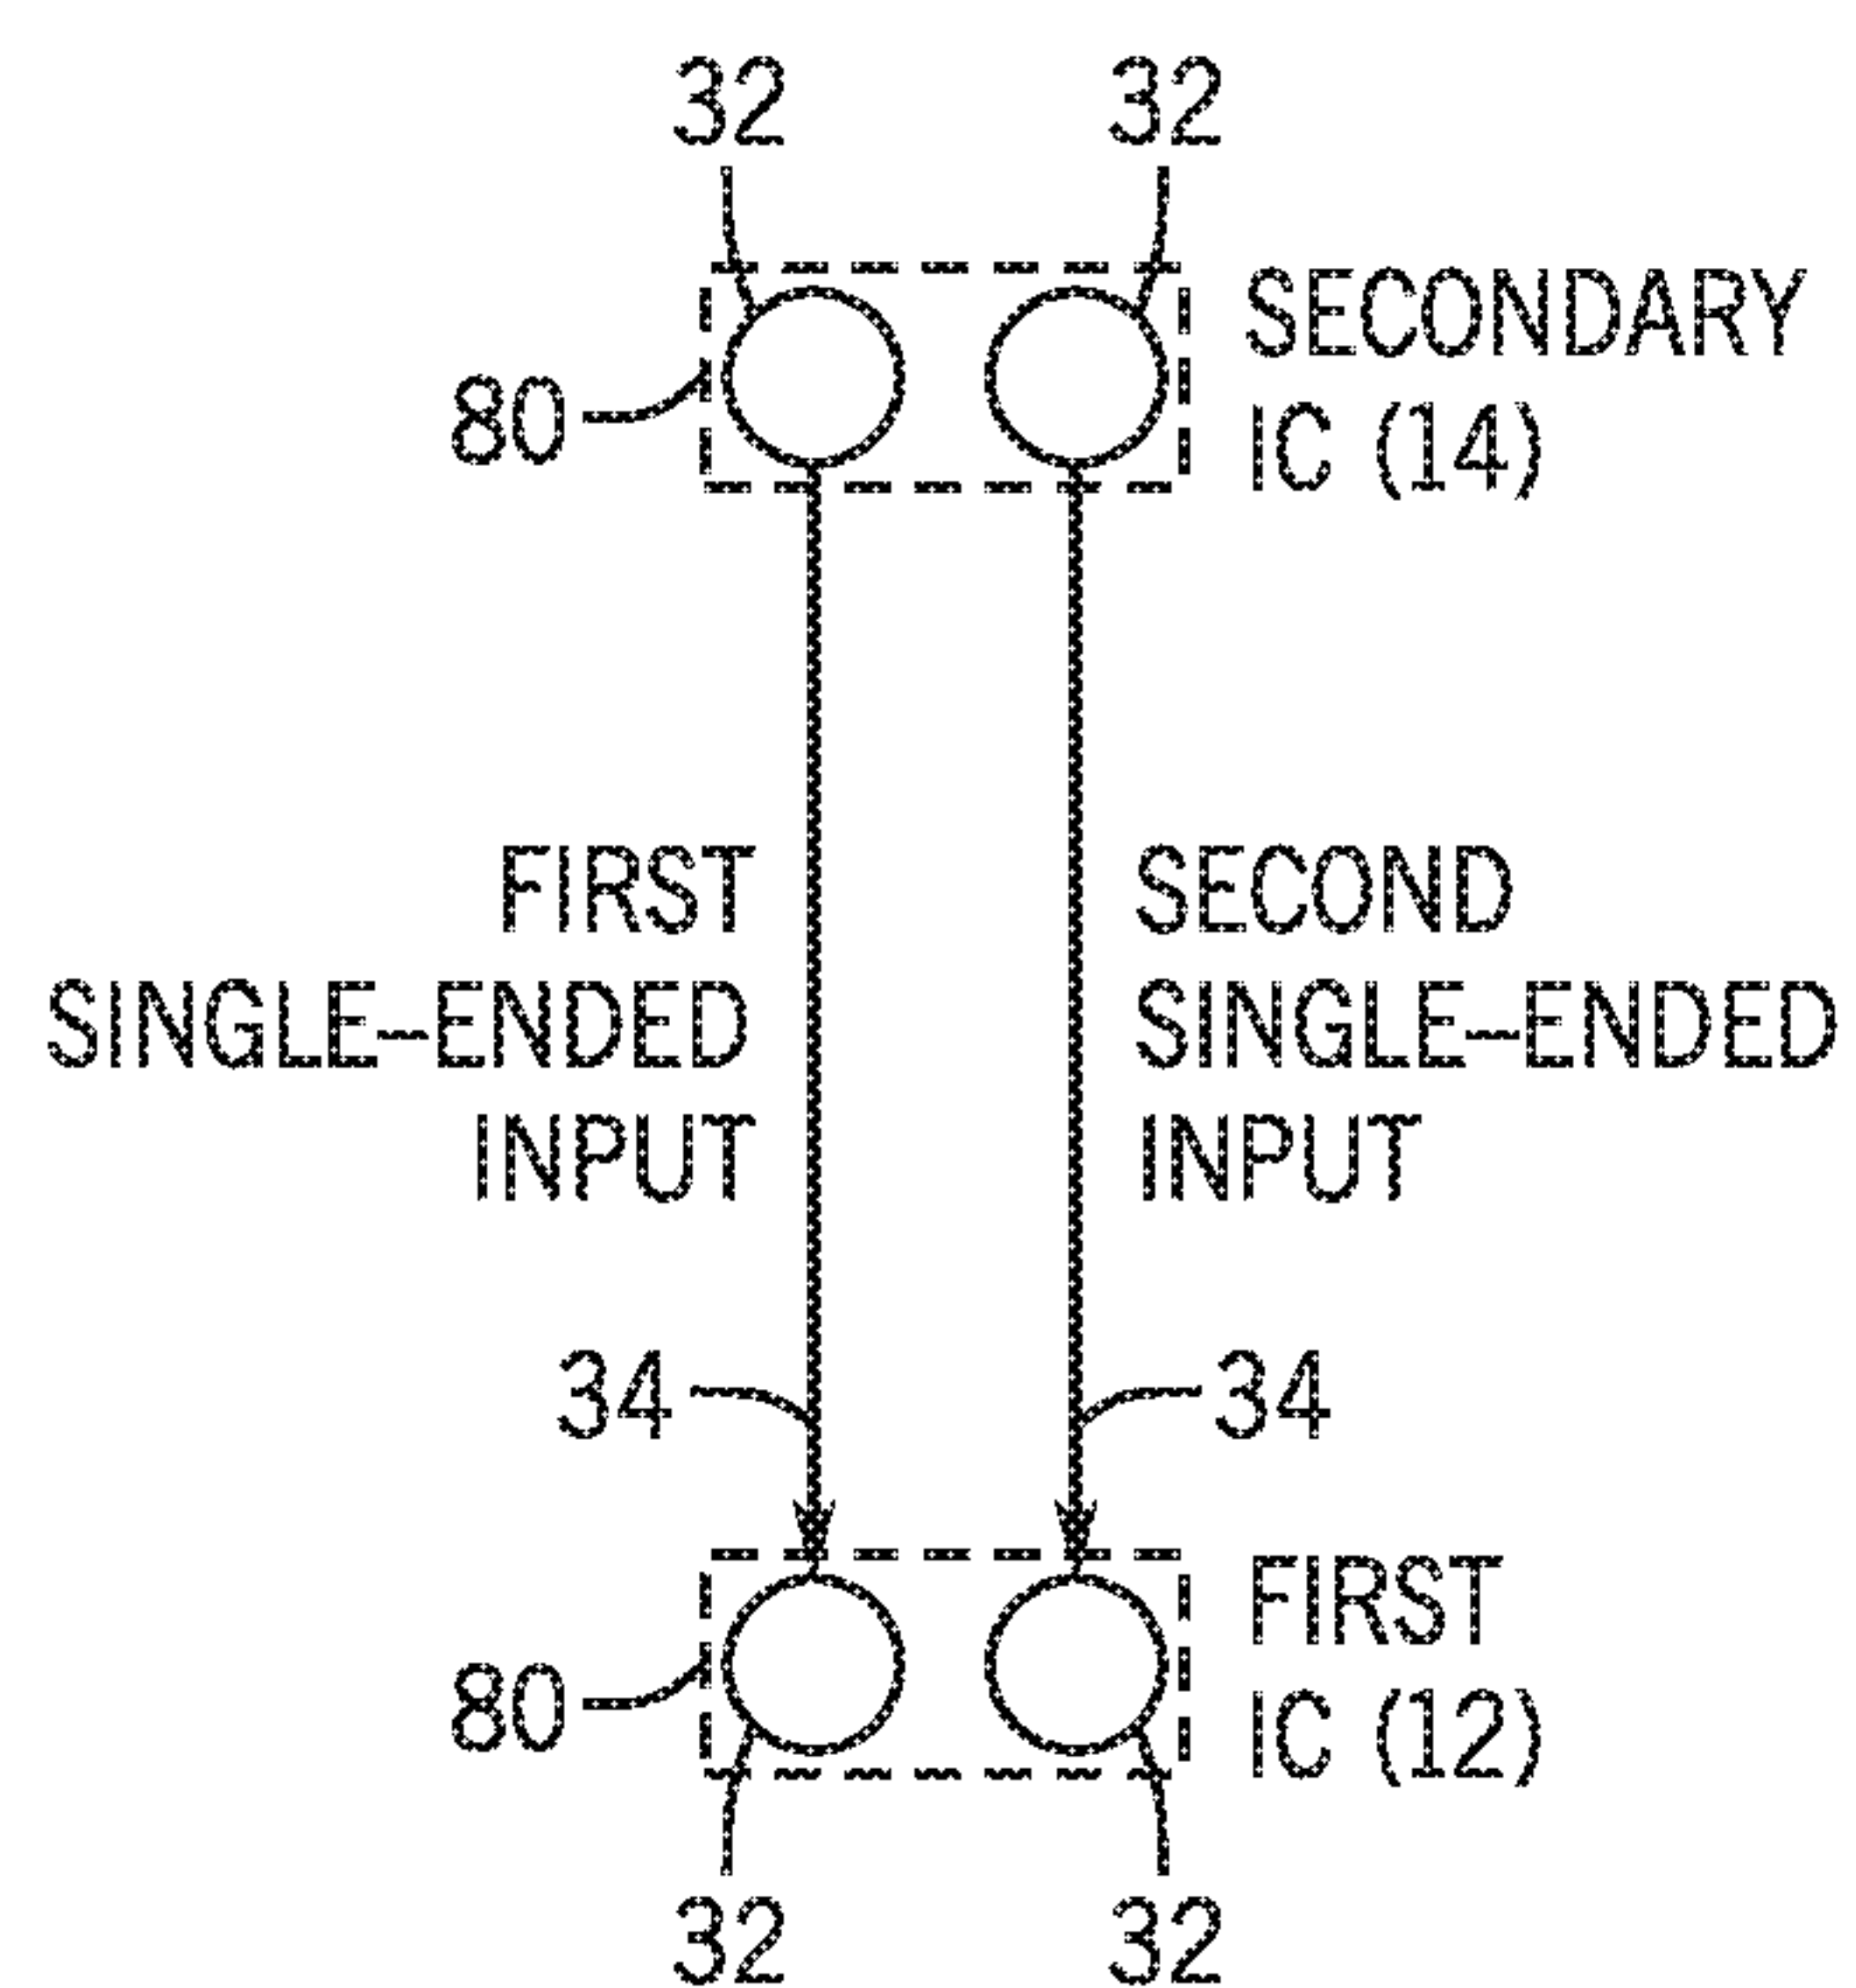 32 32
SECONDARY
IC (14)
80
FIRST
SINGLE-ENDED
INPUT
SECOND
SINGLE-ENDED
INPUT
34 34
FIRST
IC (12)
80
32 32